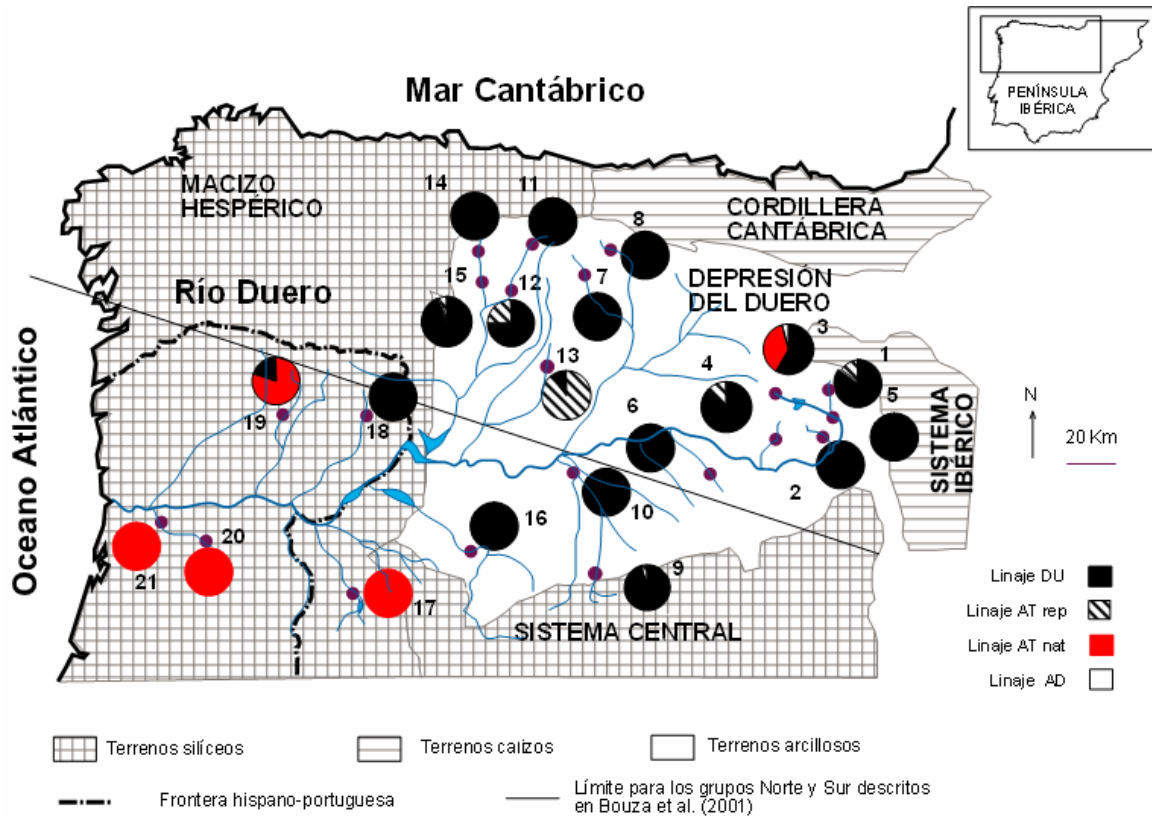 Mar Cantábrico
PENÍNSULA
IBÉRICA
MACIZO
HESPÉRICO
14
11
8
CORDILLERA
CANTÁBRICA
15
12
7
DEPRESIÓN
DEL DUERO
Río Duero
3
1
13
4
5
6
19
18
Oceano Atlántico
SISTEMA
IBERICO
N
20 Km
2
10
16
20
21
17
9
SISTEMA CENTRAL
Linaje DU
Linaje AT rep
Linaje AT nat
Linaje AD
Terrenos silíceos
Terrenos calizos
Terrenos arcillosos
Frontera hispano-portuguesa
Límite para los grupos Norte y Sur descritos
en Bouza et al. (2001)